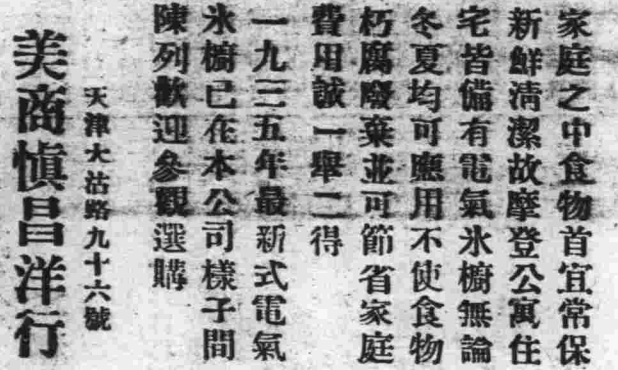 家庭之中食物首宜常保
新鮮淸潔故摩登公寓住
宅皆備有電氣氷櫥無論
冬夏均可應用不使食物
朽腐廢棄並可節省家庭
費用誠一舉二得
一九三五年最新式電氣
氷櫥已在本公司樣子間
陳列歡迎參觀選購
天津大沽路九十六號
美商愼昌洋行